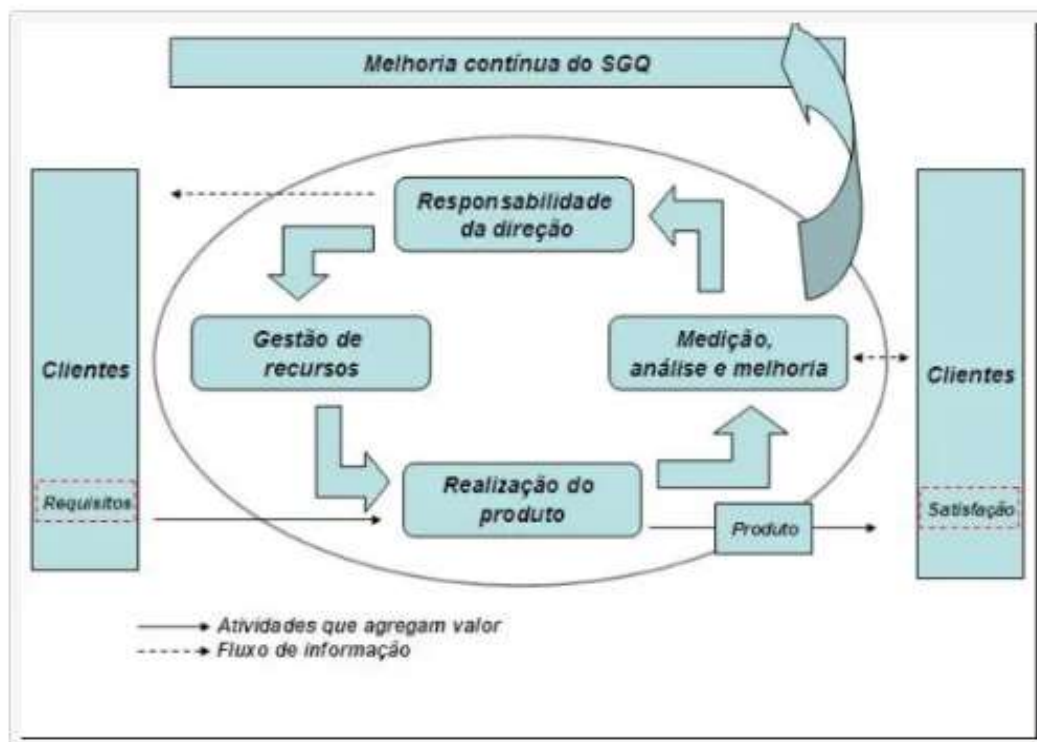 Melhoria contínua do SGQ
Responsabilidade
da direção
Gestão de
recursos
Medição,
análise e melhoria
Clientes
Clientes
Requisitos
Realização do
produto
Produto
Satisfação
Atividades que agregam valor
Fluxo de informação